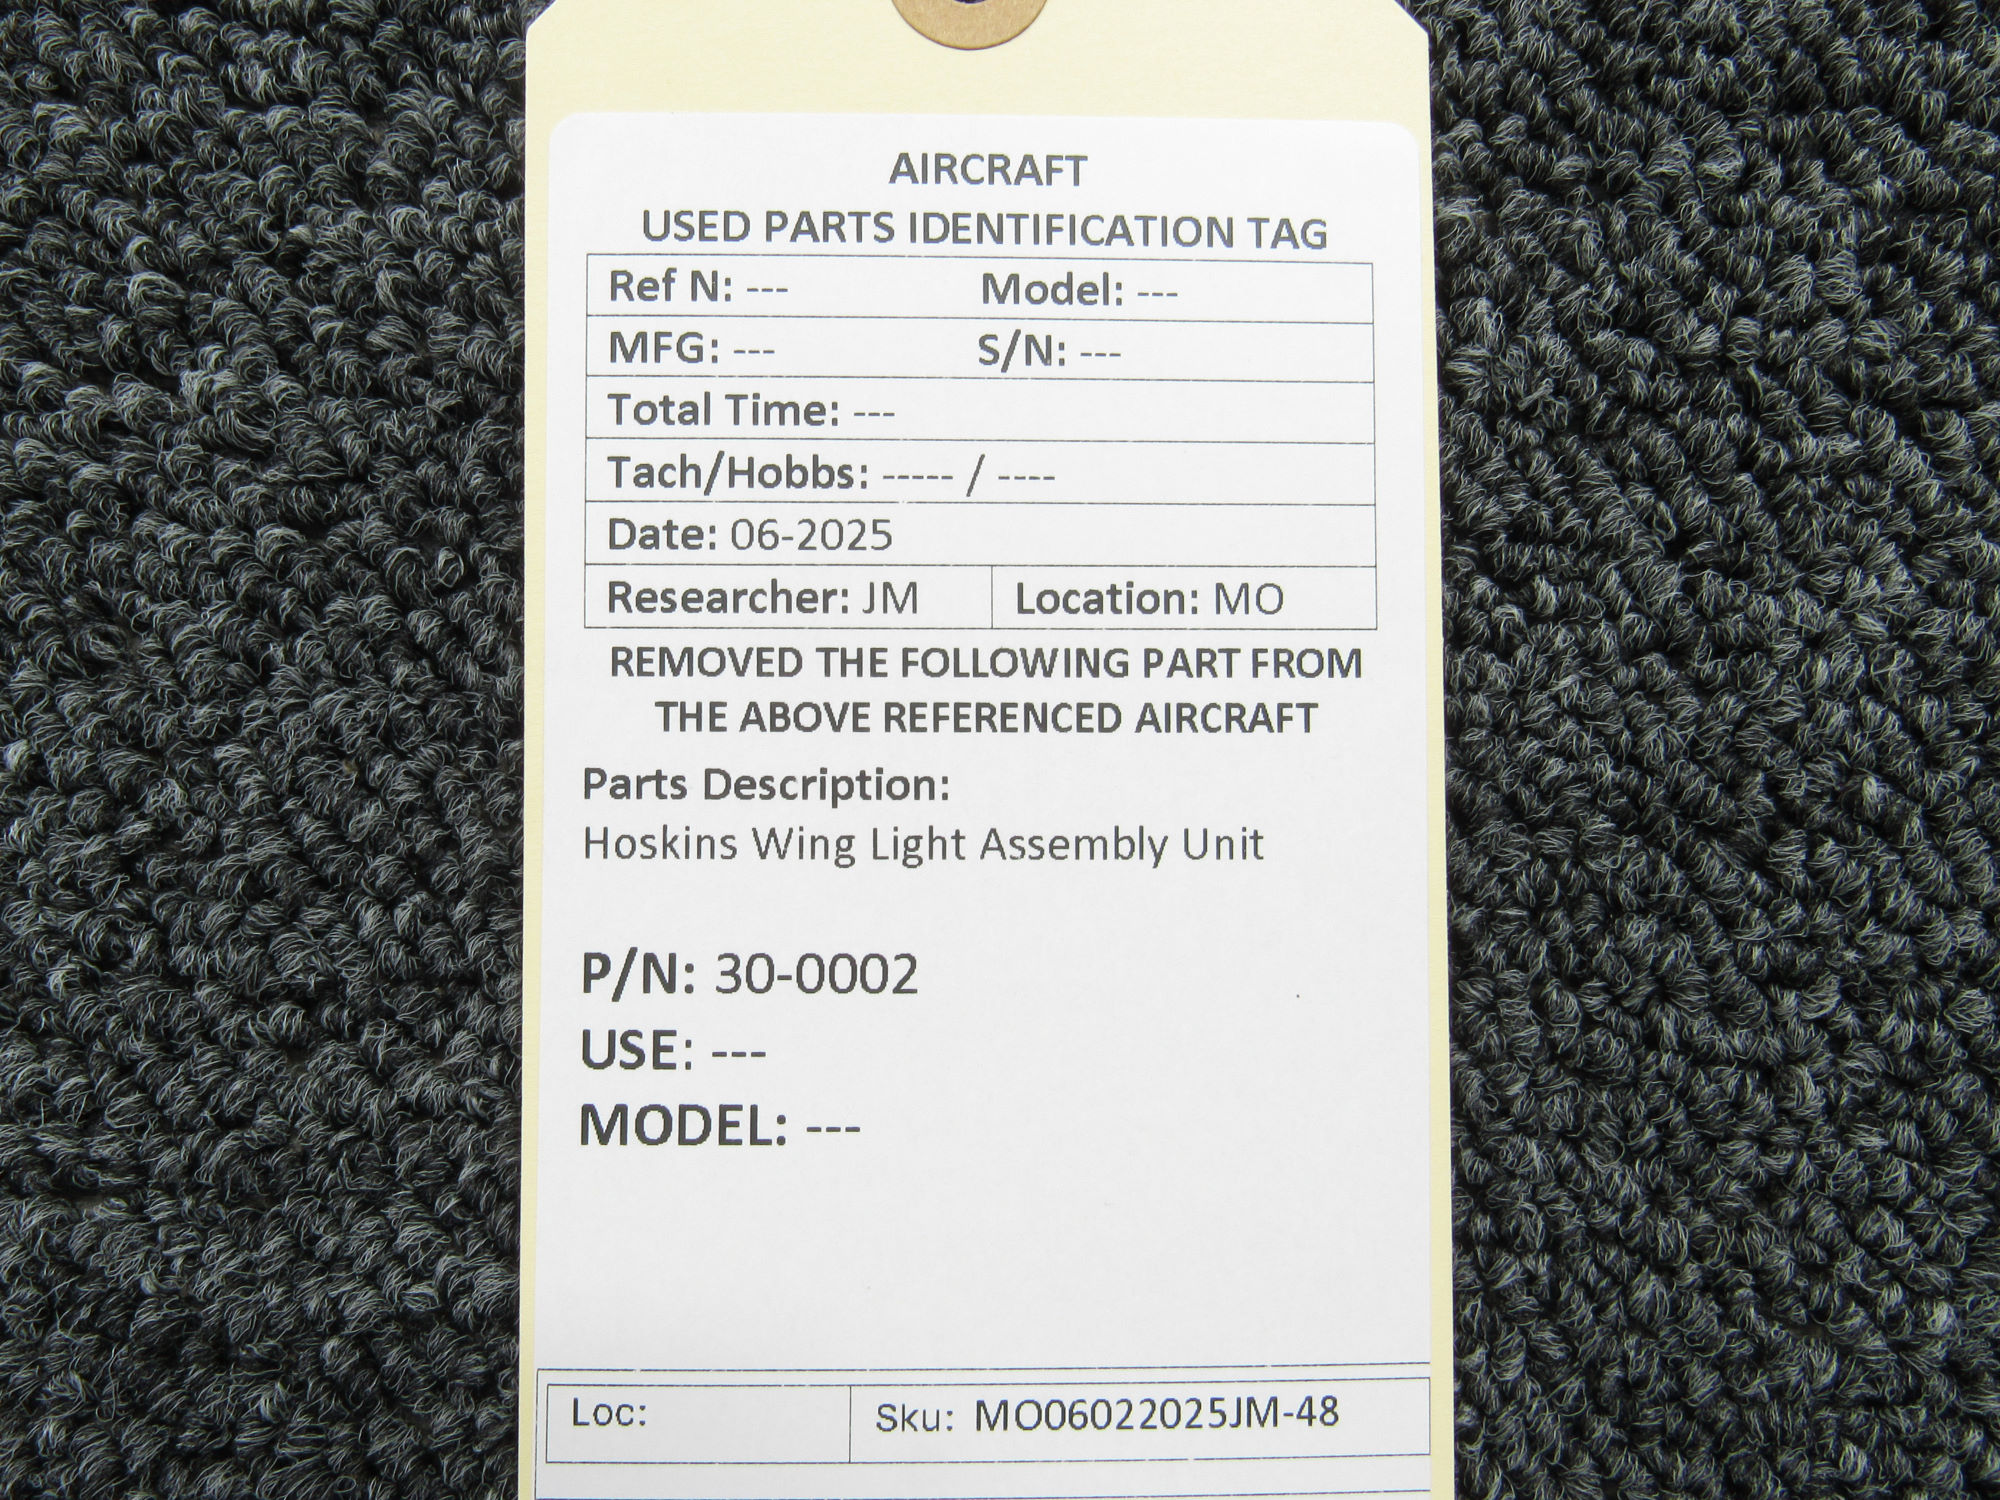 AIRCRAFT
USED PARTS IDENTIFICATION TAG
Ref N: --- Model: ---
MFG: --- S/N: ---
Total Time: ---
Tach/Hobbs: ----- / ----
Date: 06-2025
Researcher: JM Location: MO
REMOVED THE FOLLOWING PART FROM
THE ABOVE REFERENCED AIRCRAFT
Parts Description:
Hoskins Wing Light Assembly Unit
P/N: 30-0002
USE: ---
MODEL: ---
Loc: Sku: MO06022025JM-48